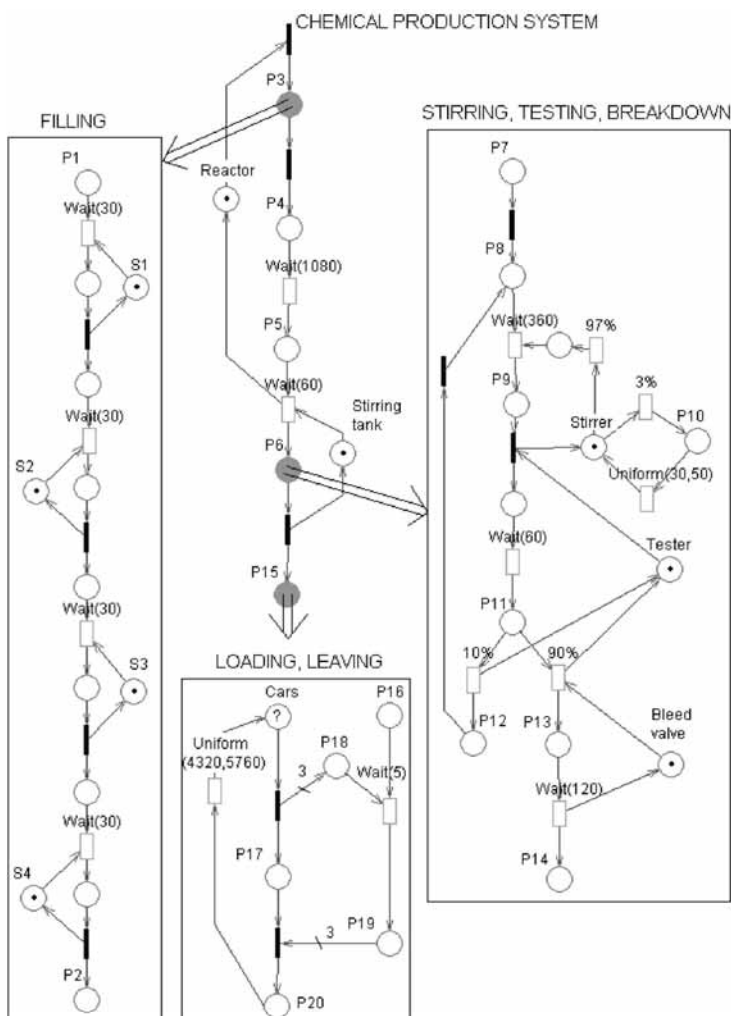 CHEMICAL PRODUCTION SYSTEM
P3
Reactor
P4
Wait(1080)
P5
Wait(60)
Stirring
tank
P6
P15
FILLING
P1
Wait(30)
S1
Wait(30)
S2
Wait(30)
S3
Wait(30)
S4
P2
LOADING, LEAVING
Cars
?
P16
Uniform
(4320,5760)
P18
3
Wait(5)
P17
3
P19
P20
STIRRING, TESTING, BREAKDOWN
P7
P8
Wait(360)
97%
P9
3%
P10
Stirrer
Uniform(30,50)
Wait(60)
Tester
P11
10%
90%
P12
P13
Bleed
valve
Wait(120)
P14